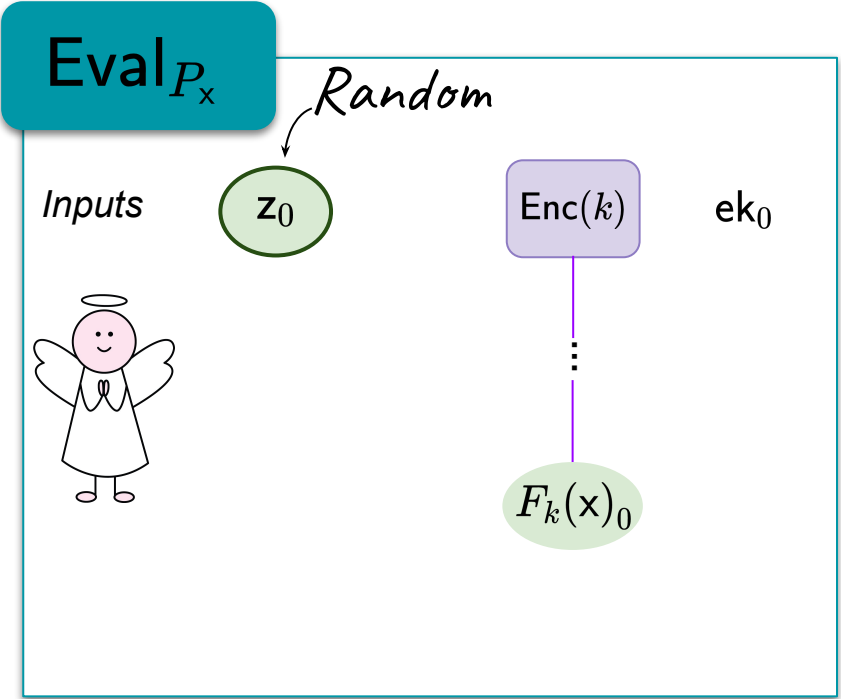 Eval_{P_x}
Random
Inputs z_0 Enc(k) ek_0
⋮
F_k(x)_0